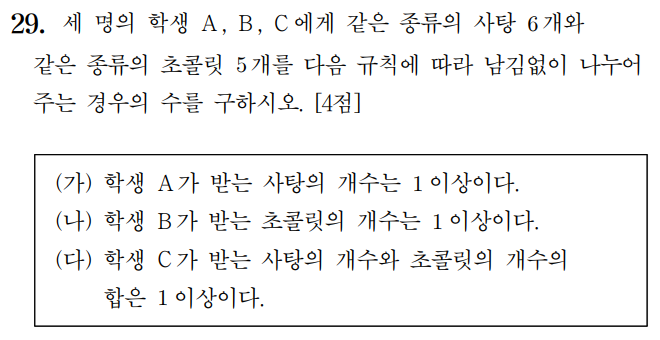 29. 세 명의 학생 A, B, C에게 같은 종류의 사탕 6개와
같은 종류의 초콜릿 5개를 다음 규칙에 따라 남김없이 나누어
주는 경우의 수를 구하시오. [4점]
(가) 학생 A가 받는 사탕의 개수는 1이상이다.
(나) 학생 B가 받는 초콜릿의 개수는 1이상이다.
(다) 학생 C가 받는 사탕의 개수와 초콜릿의 개수의
합은 1이상이다.